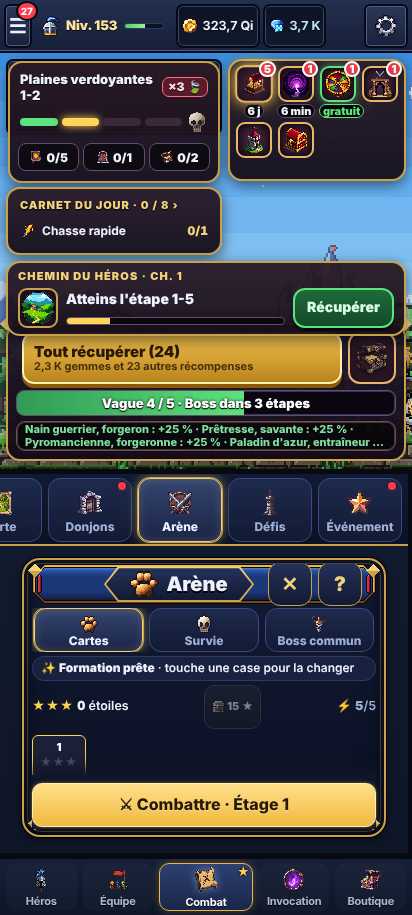 27
Niv. 153
323,7 Qi
3,7 K
Plaines verdoyantes
1-2
×3
0/5
0/1
0/2
5
1
1
1
6 j
6 min
gratuit
CARNET DU JOUR · 0 / 8 ›
Chasse rapide
0/1
CHEMIN DU HÉROS · CH. 1
Atteins l'étape 1-5
Récupérer
Tout récupérer (24)
2,3 K gemmes et 23 autres récompenses
Vague 4 / 5 · Boss dans 3 étapes
Nain guerrier, forgeron : +25 % · Prêtresse, savante : +25 % ·
Pyromancienne, forgeronne : +25 % · Paladin d'azur, entraîneur ...
rte
Donjons
Arène
Défis
Événement
Arène
×
?
Cartes
Survie
Boss commun
✨ Formation prête · touche une case pour la changer
★★★ 0 étoiles
15 ★
⚡ 5/5
1
★★★
⚔ Combattre · Étage 1
Héros
Équipe
Combat
Invocation
Boutique